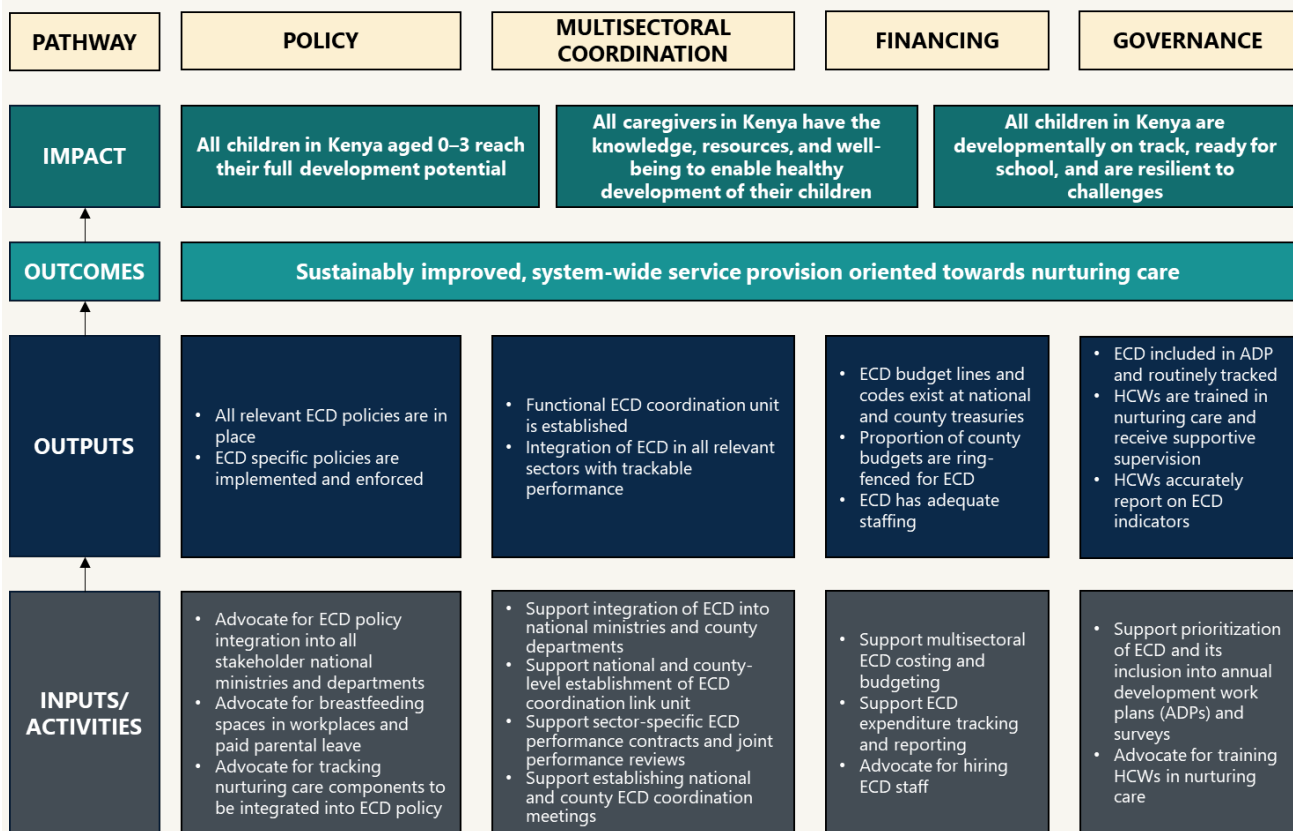 PATHWAY
POLICY
MULTISECTORAL
COORDINATION
FINANCING
GOVERNANCE
IMPACT
All children in Kenya aged 0–3 reach
their full development potential
All caregivers in Kenya have the
knowledge, resources, and well-
being to enable healthy
development of their children
All children in Kenya are
developmentally on track, ready for
school, and are resilient to
challenges
OUTCOMES
Sustainably improved, system-wide service provision oriented towards nurturing care
OUTPUTS
• All relevant ECD policies are in
place
• ECD specific policies are
implemented and enforced
• Functional ECD coordination unit
is established
• Integration of ECD in all relevant
sectors with trackable
performance
• ECD budget lines and
codes exist at national
and county treasuries
• Proportion of county
budgets are ring-
fenced for ECD
• ECD has adequate
staffing
• ECD included in ADP
and routinely tracked
• HCWs are trained in
nurturing care and
receive supportive
supervision
• HCWs accurately
report on ECD
indicators
INPUTS/
ACTIVITIES
• Advocate for ECD policy
integration into all
stakeholder national
ministries and departments
• Advocate for breastfeeding
spaces in workplaces and
paid parental leave
• Advocate for tracking
nurturing care components to
be integrated into ECD policy
• Support integration of ECD into
national ministries and county
departments
• Support national and county-
level establishment of ECD
coordination link unit
• Support sector-specific ECD
performance contracts and joint
performance reviews
• Support establishing national
and county ECD coordination
meetings
• Support multisectoral
ECD costing and
budgeting
• Support ECD
expenditure tracking
and reporting
• Advocate for hiring
ECD staff
• Support prioritization
of ECD and its
inclusion into annual
development work
plans (ADPs) and
surveys
• Advocate for training
HCWs in nurturing
care